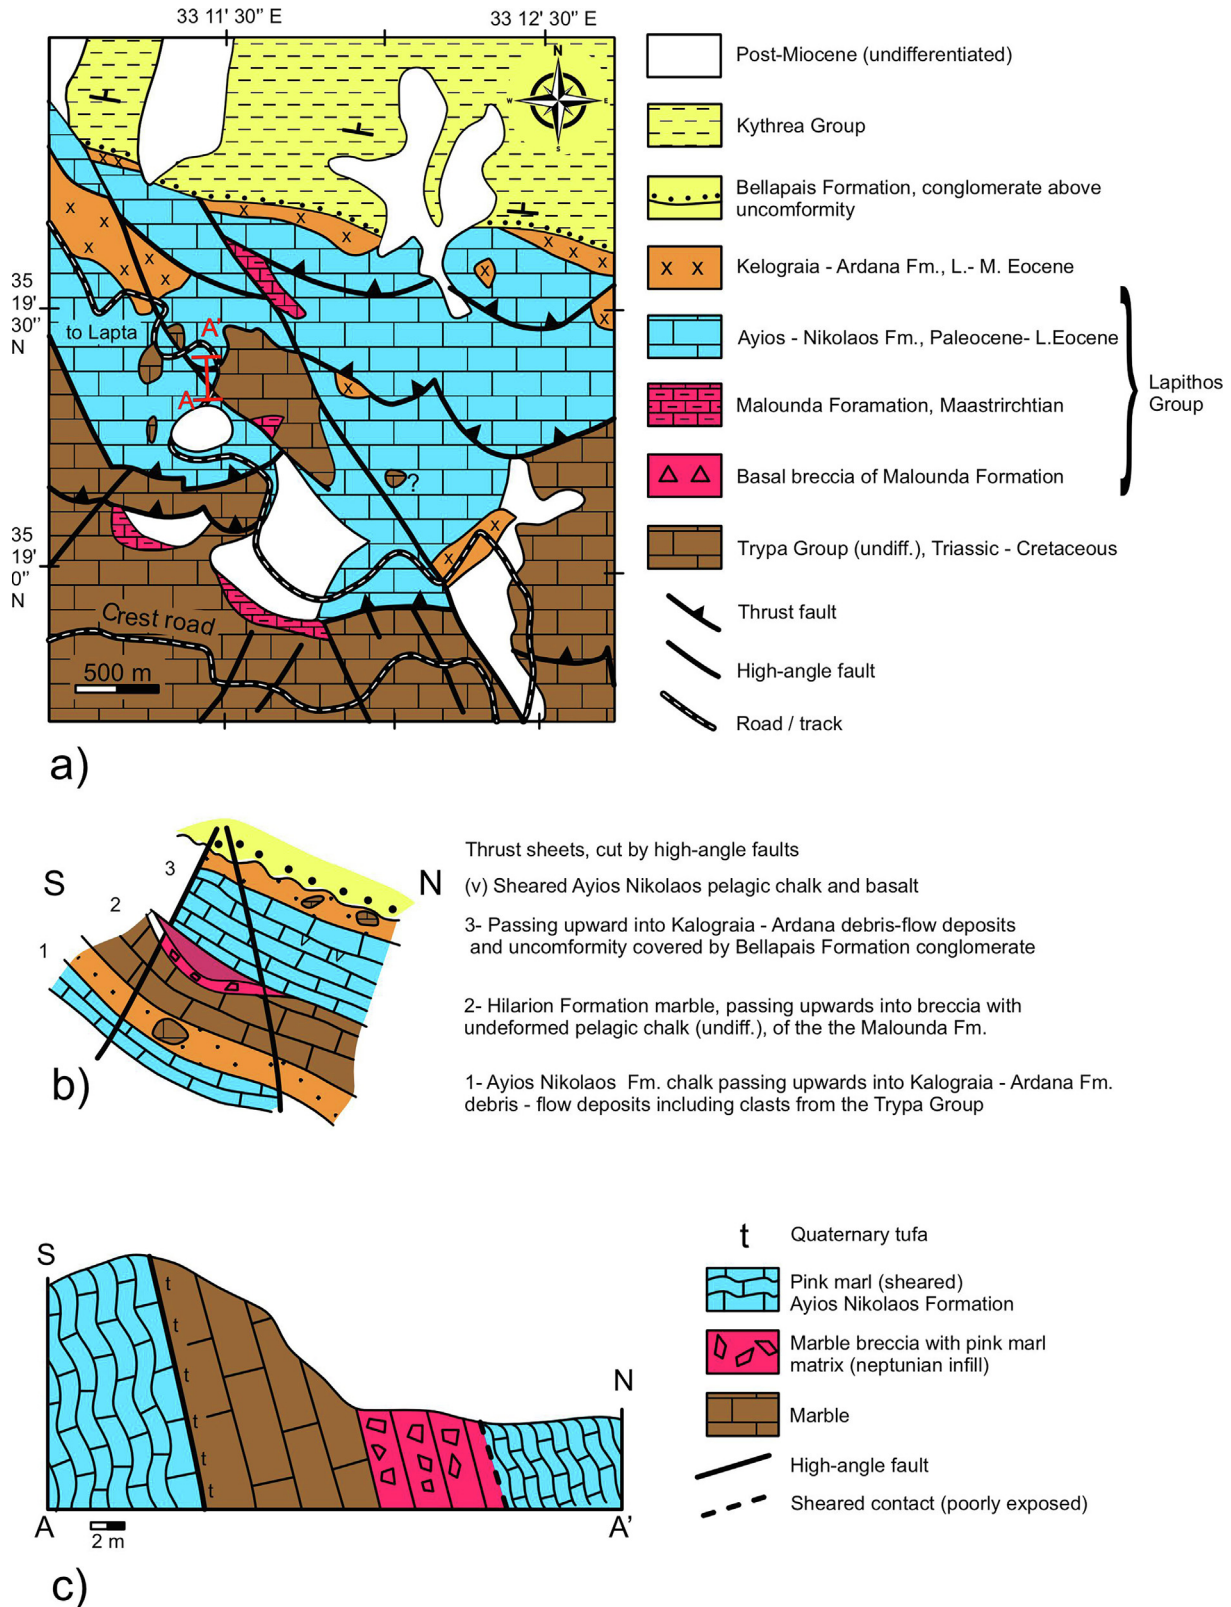 33 11' 30" E
33 12' 30" E
N
W
E
S
35
19'
30''
N
to Lapta
A'
A
?
35
19'
0''
N
Crest road
500 m
a)
Post-Miocene (undifferentiated)
Kythrea Group
Bellapais Formation, conglomerate above
uncomformity
x x
Kelograia - Ardana Fm., L.- M. Eocene
Ayios - Nikolaos Fm., Paleocene- L.Eocene
Malounda Foramation, Maastrirchtian
Basal breccia of Malounda Formation
Lapithos
Group
Trypa Group (undiff.), Triassic - Cretaceous
Thrust fault
High-angle fault
Road / track
S
N
3
2
1
v
v
v
b)
Thrust sheets, cut by high-angle faults
(v) Sheared Ayios Nikolaos pelagic chalk and basalt
3- Passing upward into Kalograia - Ardana debris-flow deposits
and uncomformity covered by Bellapais Formation conglomerate
2- Hilarion Formation marble, passing upwards into breccia with
undeformed pelagic chalk (undiff.), of the the Malounda Fm.
1- Ayios Nikolaos Fm. chalk passing upwards into Kalograia - Ardana Fm.
debris - flow deposits including clasts from the Trypa Group
S
N
t
t
t
t
t
t
A
A'
2 m
c)
t
Quaternary tufa
Pink marl (sheared)
Ayios Nikolaos Formation
Marble breccia with pink marl
matrix (neptunian infill)
Marble
High-angle fault
Sheared contact (poorly exposed)